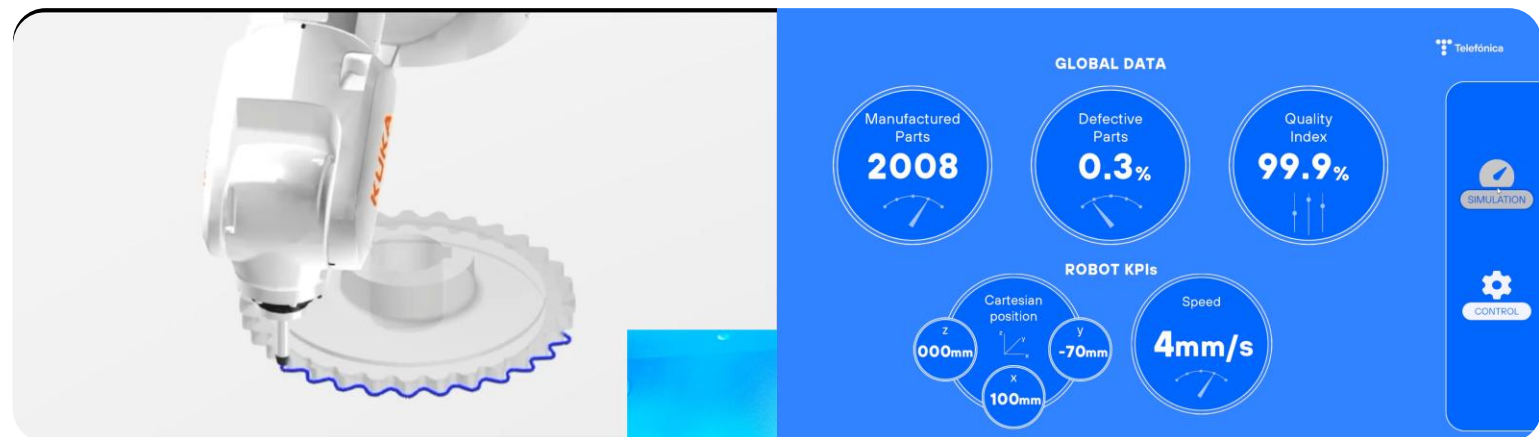 KUKA
Telefónica
GLOBAL DATA
Manufactured
Parts
2008
Defective
Parts
0.3%
Quality
Index
99.9%
SIMULATION
ROBOT KPIs
Cartesian
position
z
y
x
z
000mm
y
-70mm
x
100mm
Speed
4mm/s
CONTROL